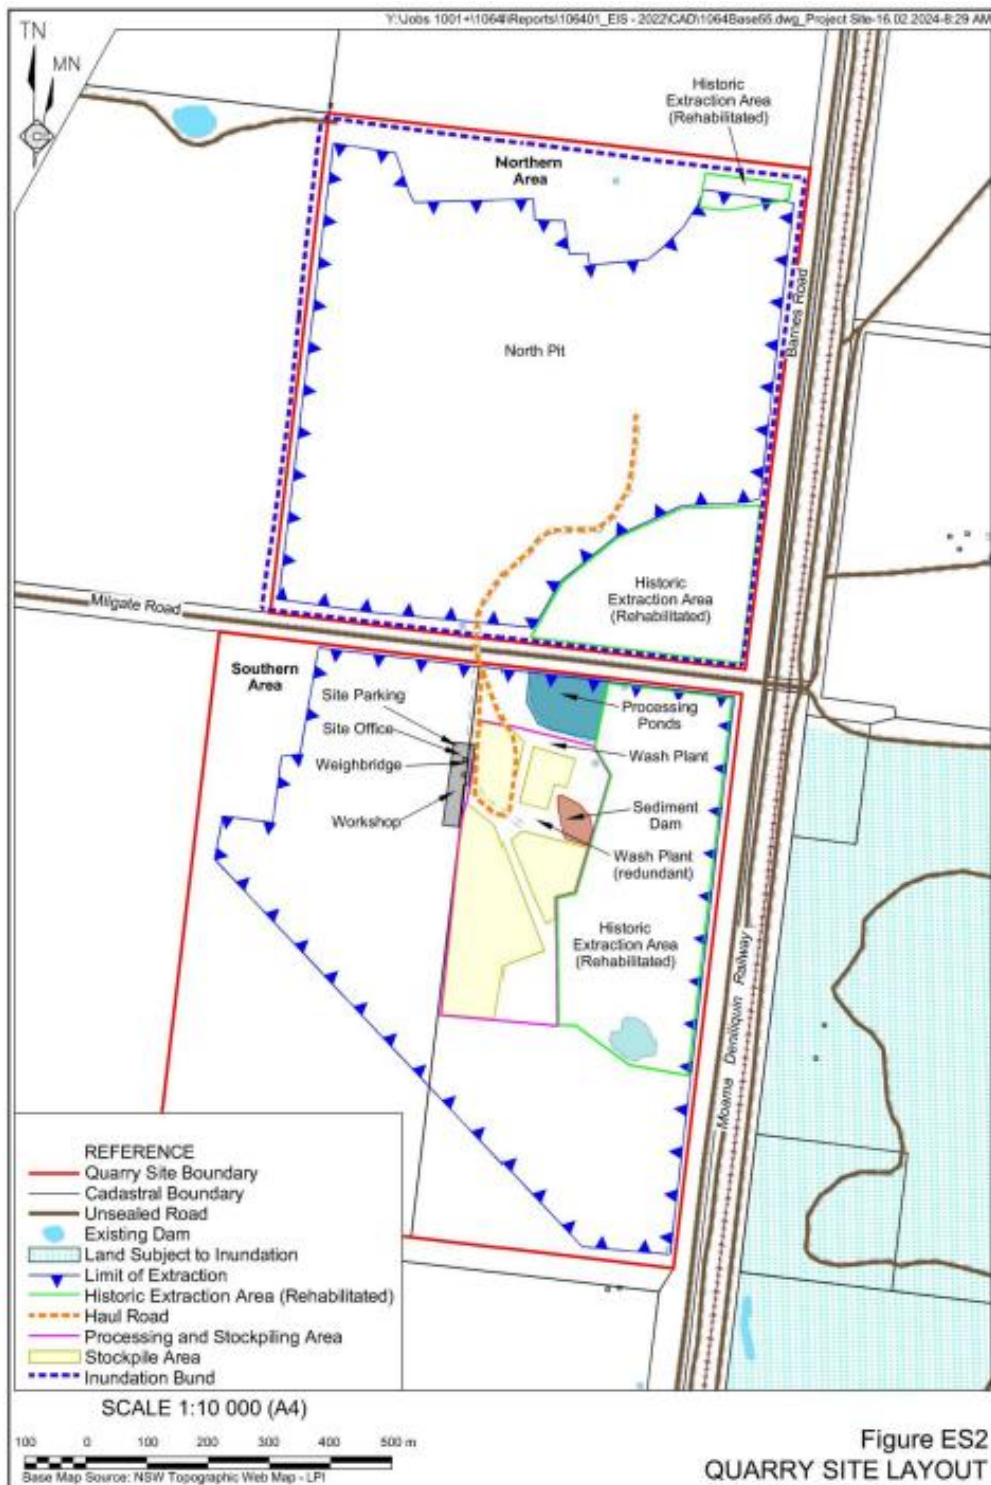 Y:\Jobs 1001+\1064\Reports\106401_EIS - 2022\CAD\1064Base65.dwg_Project Site-16.02.2024-8:29 AM
TN
MN
Historic
Extraction Area
(Rehabilitated)
Northern
Area
Barnes Road
North Pit
Historic
Extraction Area
(Rehabilitated)
Milgate Road
Southern
Area
Site Parking
Site Office
Weighbridge
Workshop
Processing
Ponds
Wash Plant
Sediment
Dam
Wash Plant
(redundant)
Historic
Extraction Area
(Rehabilitated)
Moama Deniliquin Railway
REFERENCE
Quarry Site Boundary
Cadastral Boundary
Unsealed Road
Existing Dam
Land Subject to Inundation
Limit of Extraction
Historic Extraction Area (Rehabilitated)
Haul Road
Processing and Stockpiling Area
Stockpile Area
Inundation Bund
SCALE 1:10 000 (A4)
100 0 100 200 300 400 500 m
Base Map Source: NSW Topographic Web Map - LPI
Figure ES2
QUARRY SITE LAYOUT